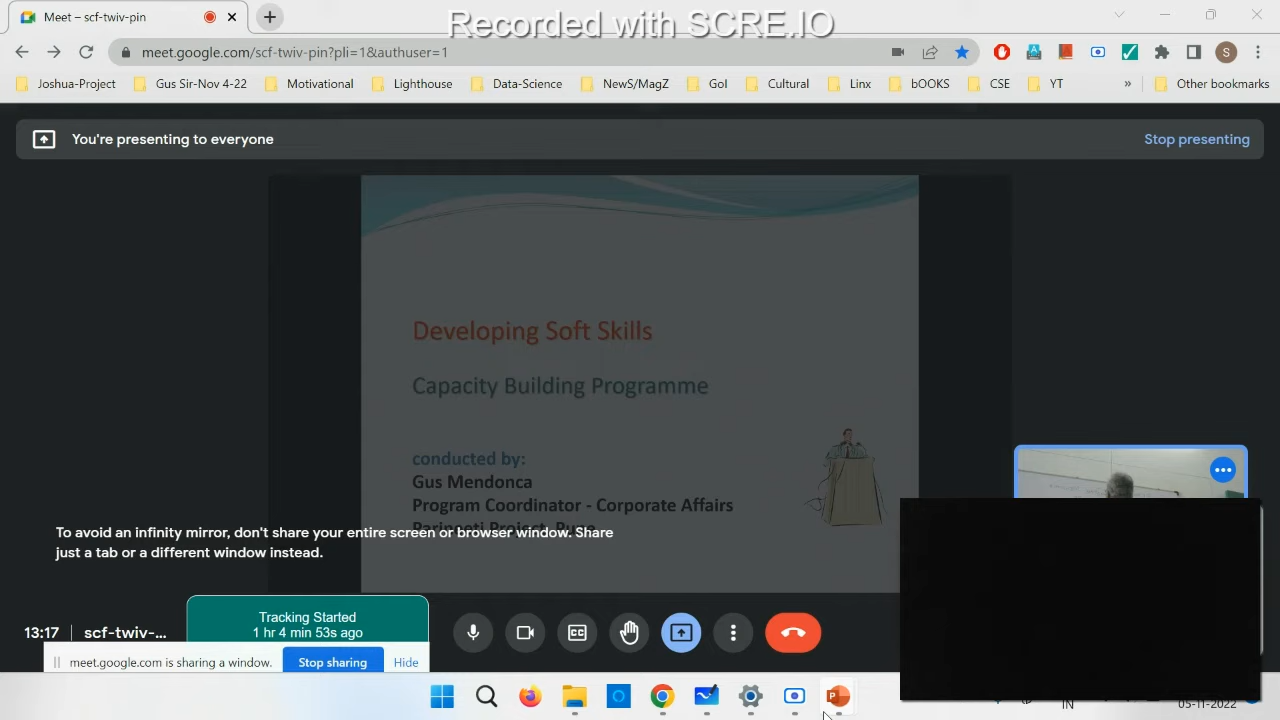 Meet – scf-twiv-pin
Recorded with SCRE.IO
meet.google.com/scf-twiv-pin?pli=1&authuser=1
S
Joshua-Project
Gus Sir-Nov 4-22
Motivational
Lighthouse
Data-Science
NewS/MagZ
GoI
Cultural
Linx
bOOKS
CSE
YT
»
Other bookmarks
You're presenting to everyone
Stop presenting
Developing Soft Skills
Capacity Building Programme
conducted by:
Gus Mendonca
Program Coordinator - Corporate Affairs
To avoid an infinity mirror, don't share your entire screen or browser window. Share
just a tab or a different window instead.
Tracking Started
1 hr 4 min 53s ago
13:17
scf-twiv-...
meet.google.com is sharing a window.
Stop sharing
Hide
IN
05-11-2022